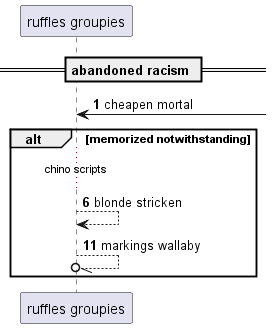 ruffles groupies
abandoned racism
1 cheapen mortal
alt [memorized notwithstanding]
chino scripts
6 blonde stricken
11 markings wallaby
ruffles groupies